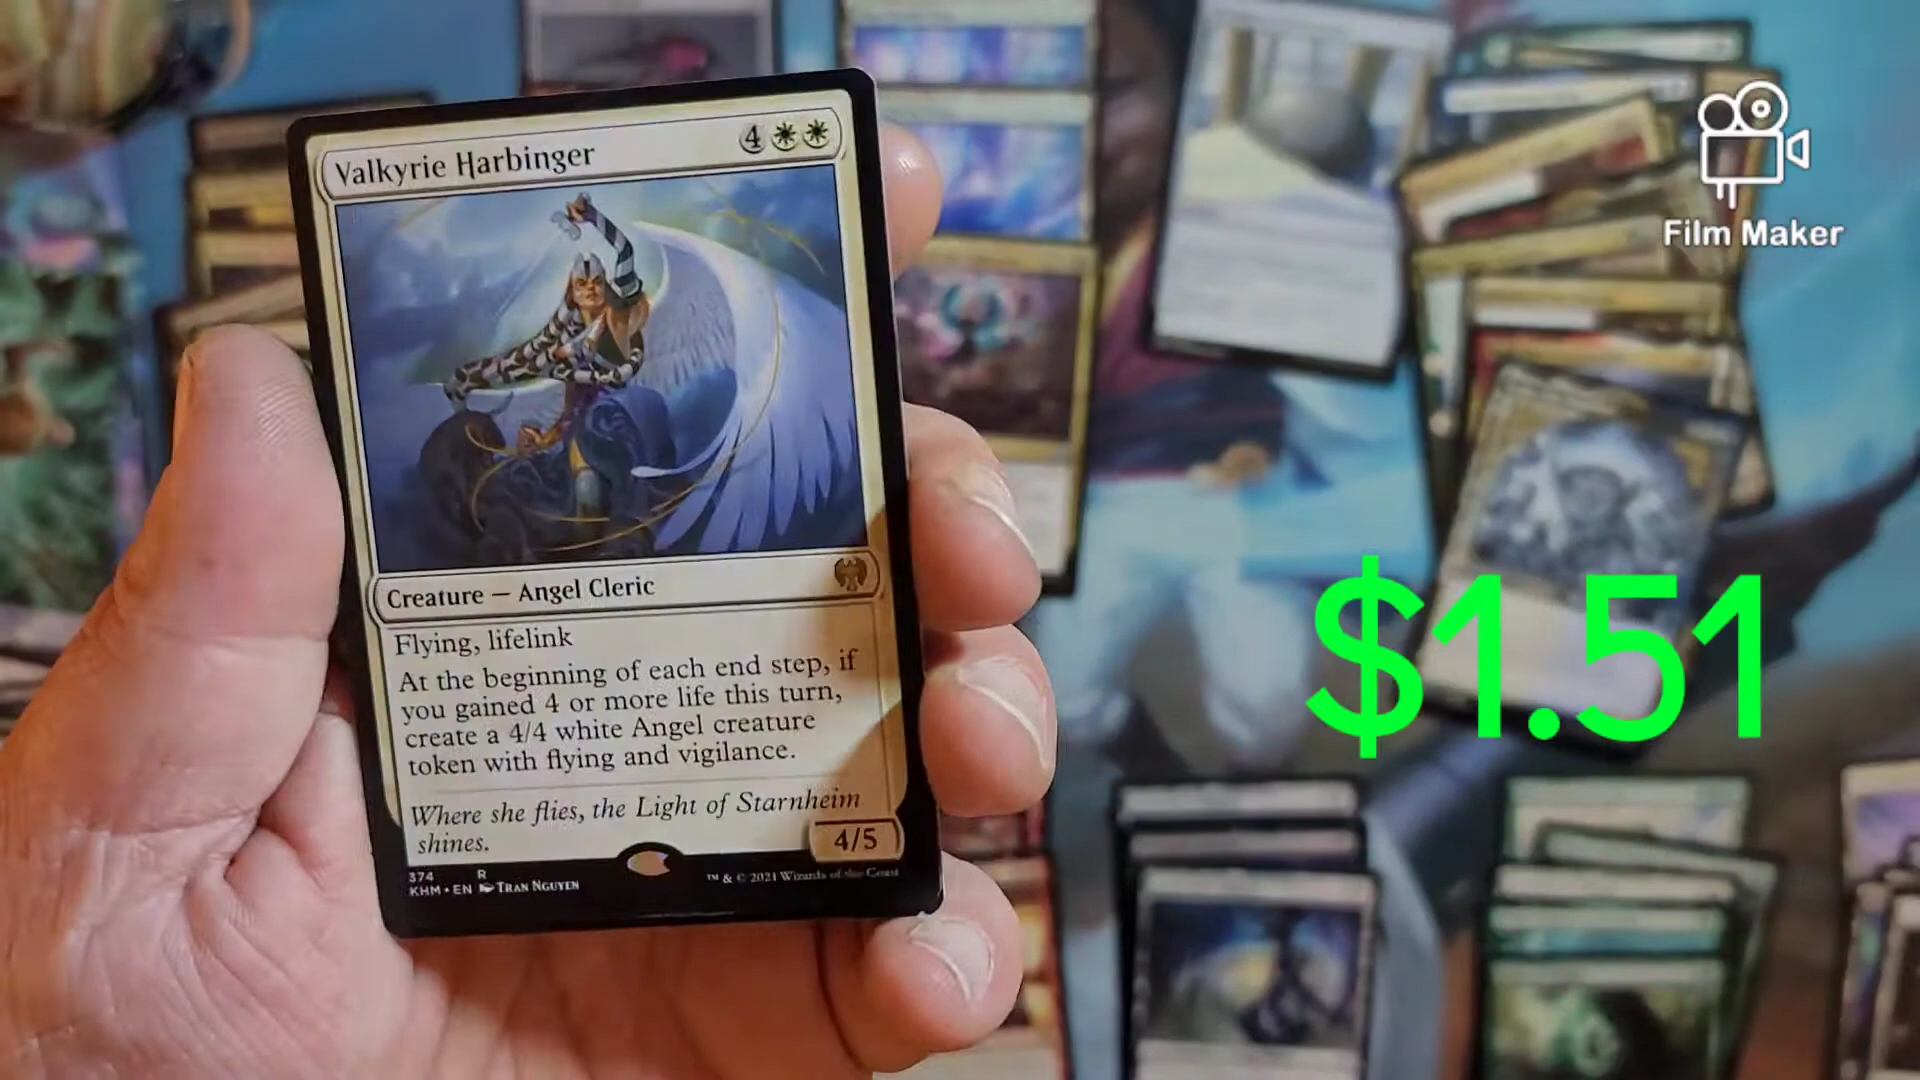 Valkyrie Harbinger
4
Film Maker
$1.51
Creature — Angel Cleric
Flying, lifelink
At the beginning of each end step, if
you gained 4 or more life this turn,
create a 4/4 white Angel creature
token with flying and vigilance.
Where she flies, the Light of Starnheim
shines.
4/5
374 R
KHM • EN TRAN NGUYEN
™ & © 2021 Wizards of the Coast